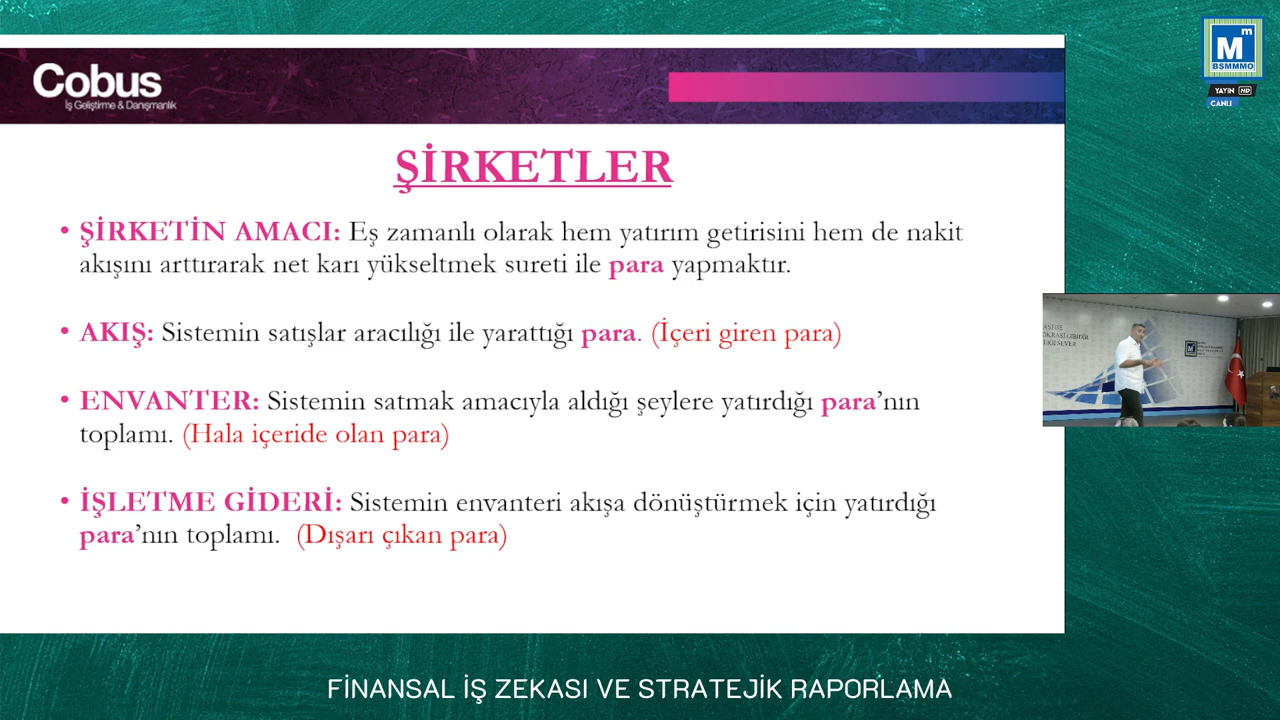 Cobus
İş Geliştirme & Danışmanlık
M m
BSMMMO
YAYIN HD
CANLI
ŞİRKETLER
• ŞİRKETİN AMACI: Eş zamanlı olarak hem yatırım getirisini hem de nakit
akışını arttırarak net karı yükseltmek sureti ile para yapmaktır.
• AKIŞ: Sistemin satışlar aracılığı ile yarattığı para. (İçeri giren para)
• ENVANTER: Sistemin satmak amacıyla aldığı şeylere yatırdığı para’nın
toplamı. (Hala içeride olan para)
• İŞLETME GİDERİ: Sistemin envanteri akışa dönüştürmek için yatırdığı
para’nın toplamı. (Dışarı çıkan para)
FİNANSAL İŞ ZEKASI VE STRATEJİK RAPORLAMA